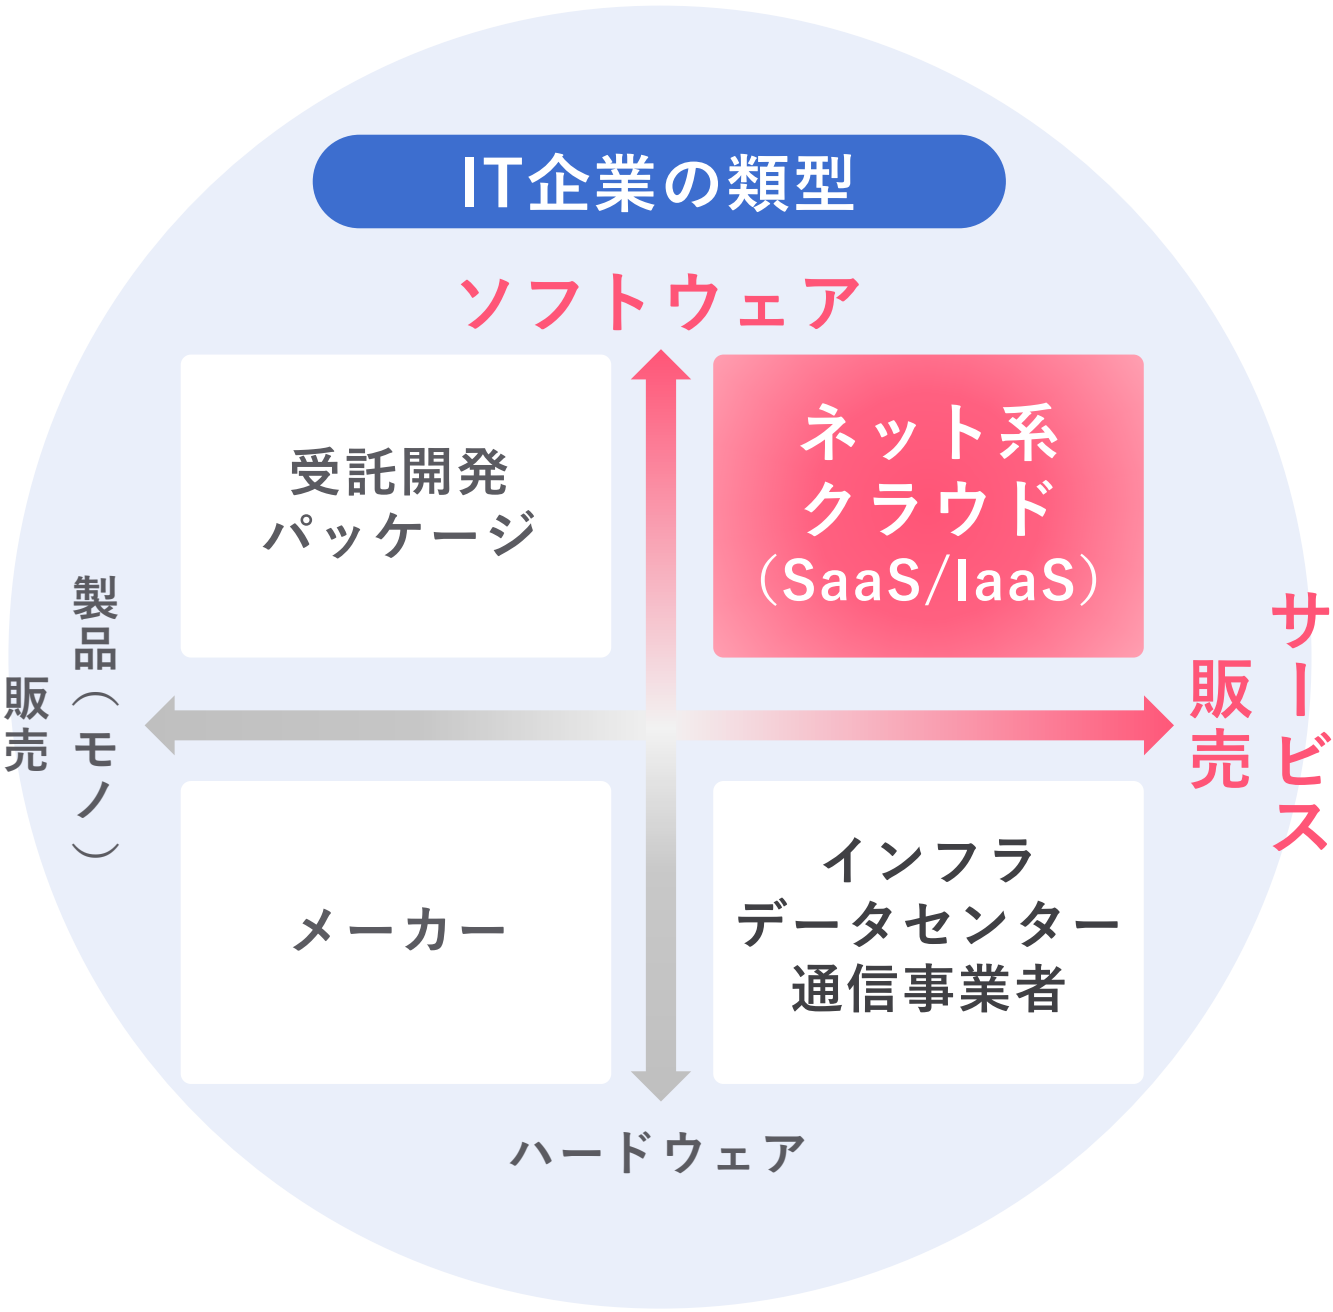 IT企業の類型
ソフトウェア
受託開発
パッケージ
ネット系
クラウド
（SaaS/IaaS）
製品（モノ）
販売
サービス
販売
メーカー
インフラ
データセンター
通信事業者
ハードウェア